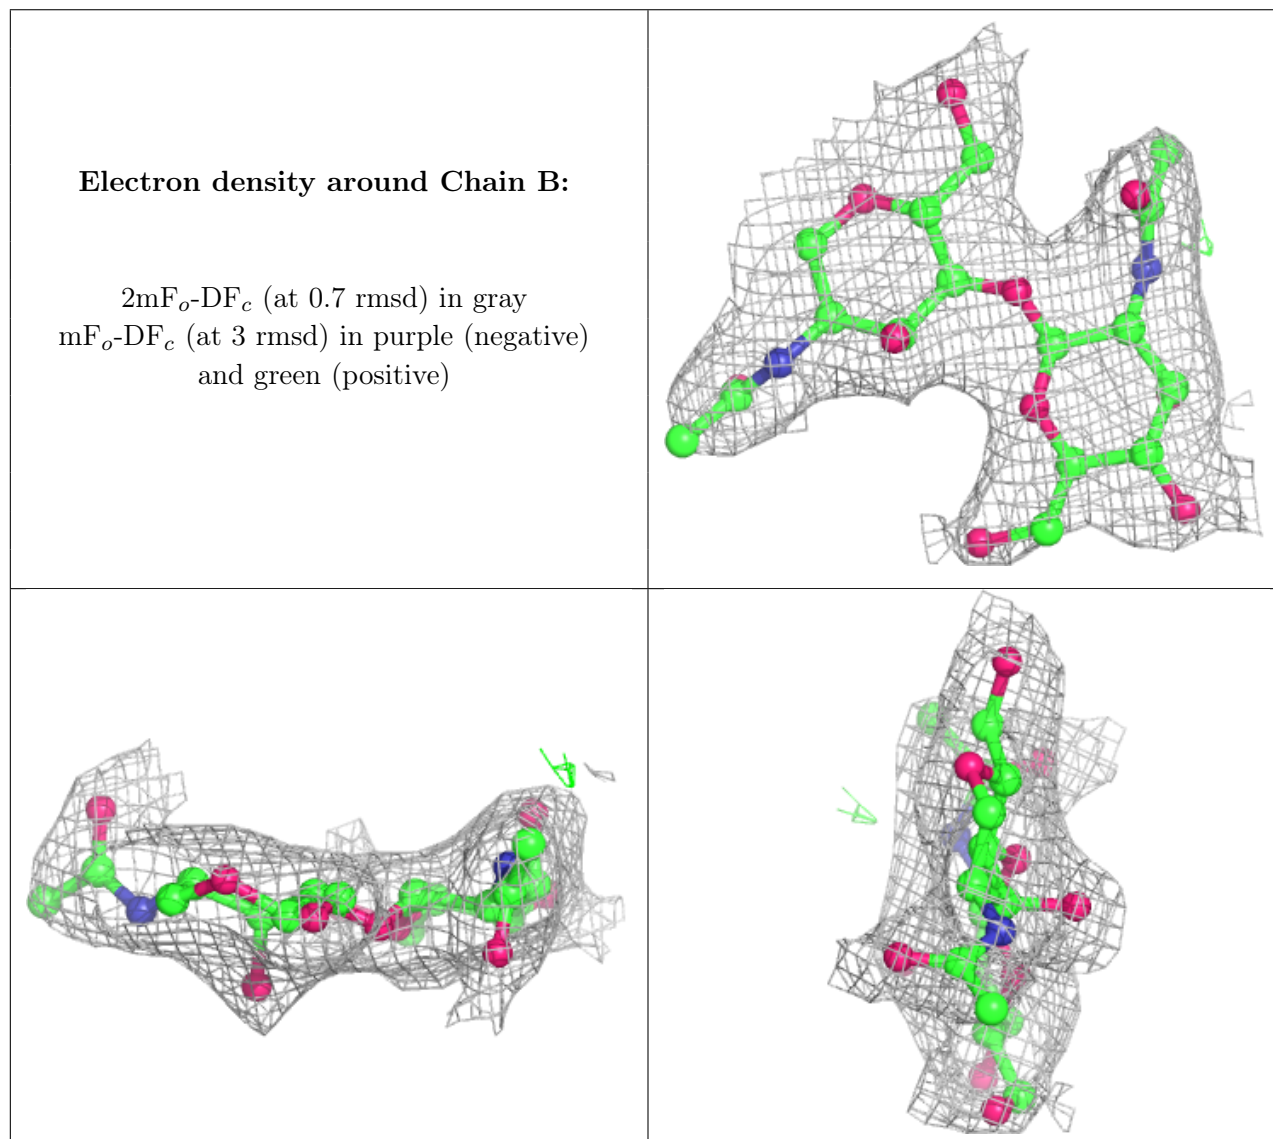 Electron density around Chain B:
2mFₒ-DF𝒸 (at 0.7 rmsd) in gray
mFₒ-DF𝒸 (at 3 rmsd) in purple (negative)
and green (positive)